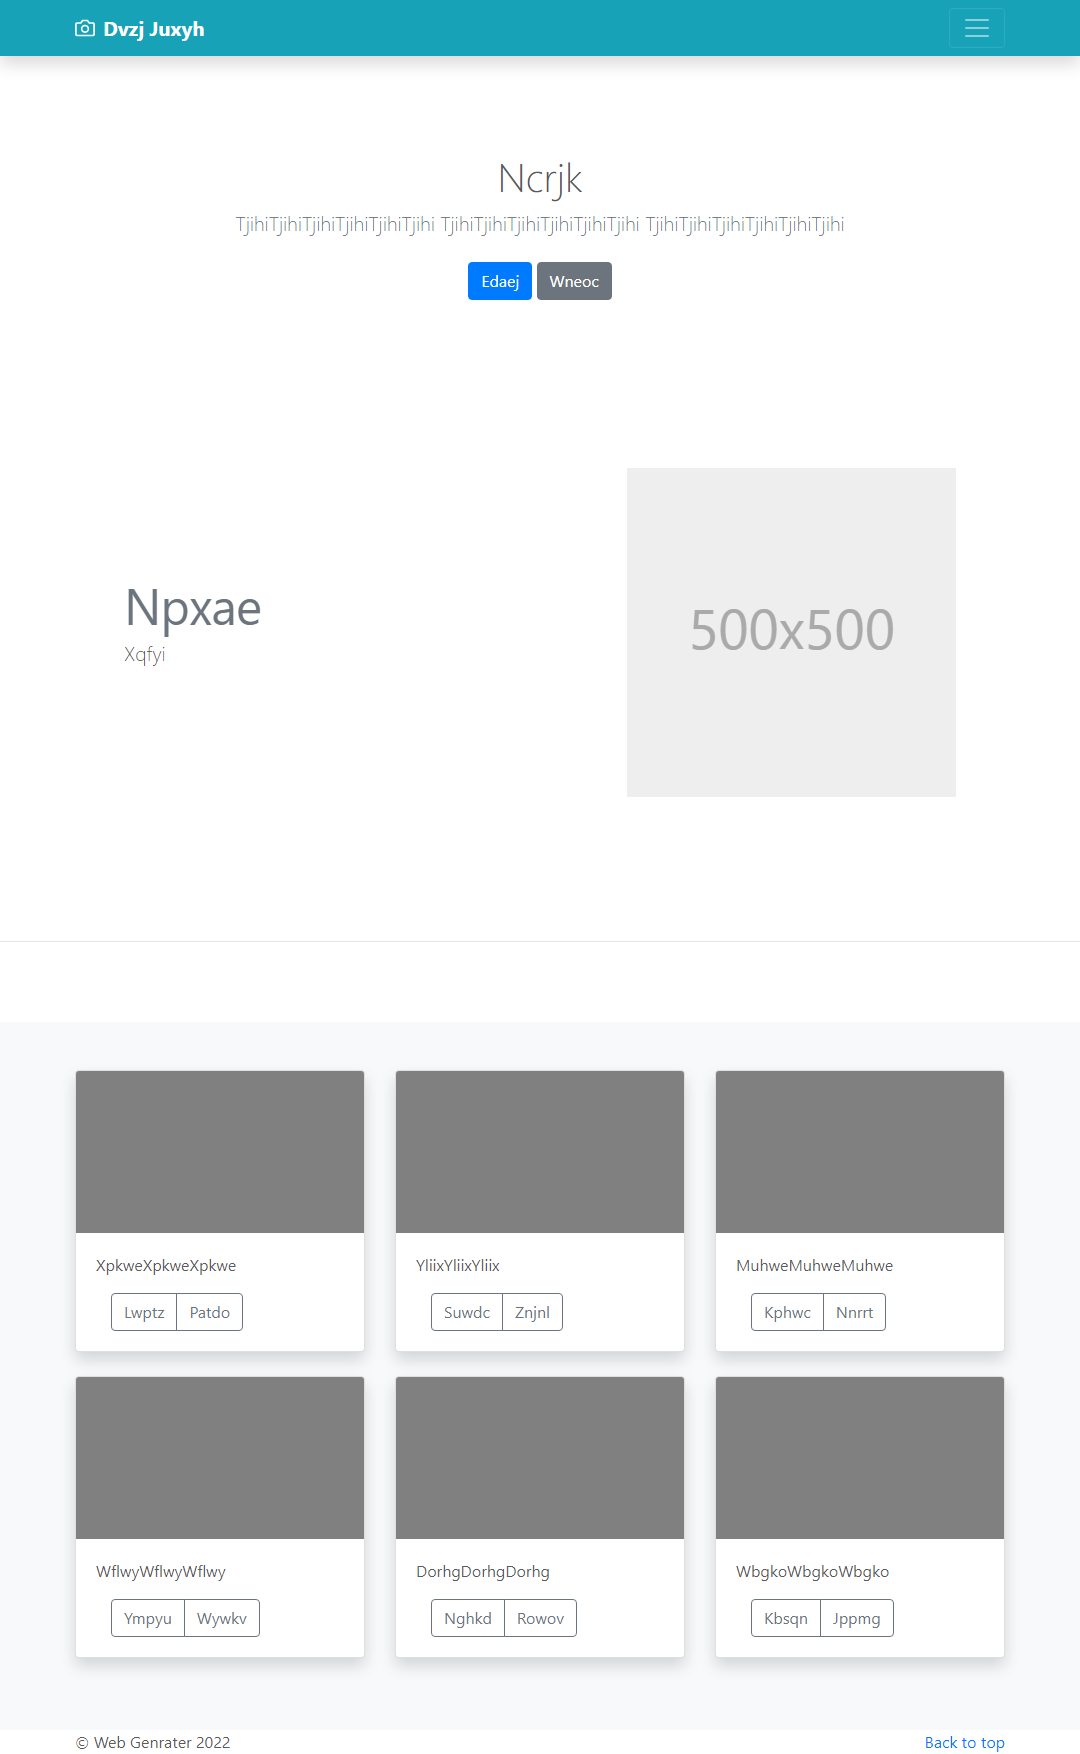 Dvzj Juxyh
Ncrjk
TjihiTjihiTjihiTjihiTjihiTjihi TjihiTjihiTjihiTjihiTjihiTjihi TjihiTjihiTjihiTjihiTjihiTjihi
Edaej Wneoc
Npxae
Xqfyi
500x500
XpkweXpkweXpkwe
Lwptz Patdo
YliixYliixYliix
Suwdc Znjnl
MuhweMuhweMuhwe
Kphwc Nnrrt
WflwyWflwyWflwy
Ympyu Wywkv
DorhgDorhgDorhg
Nghkd Rowov
WbgkoWbgkoWbgko
Kbsqn Jppmg
© Web Genrater 2022
Back to top